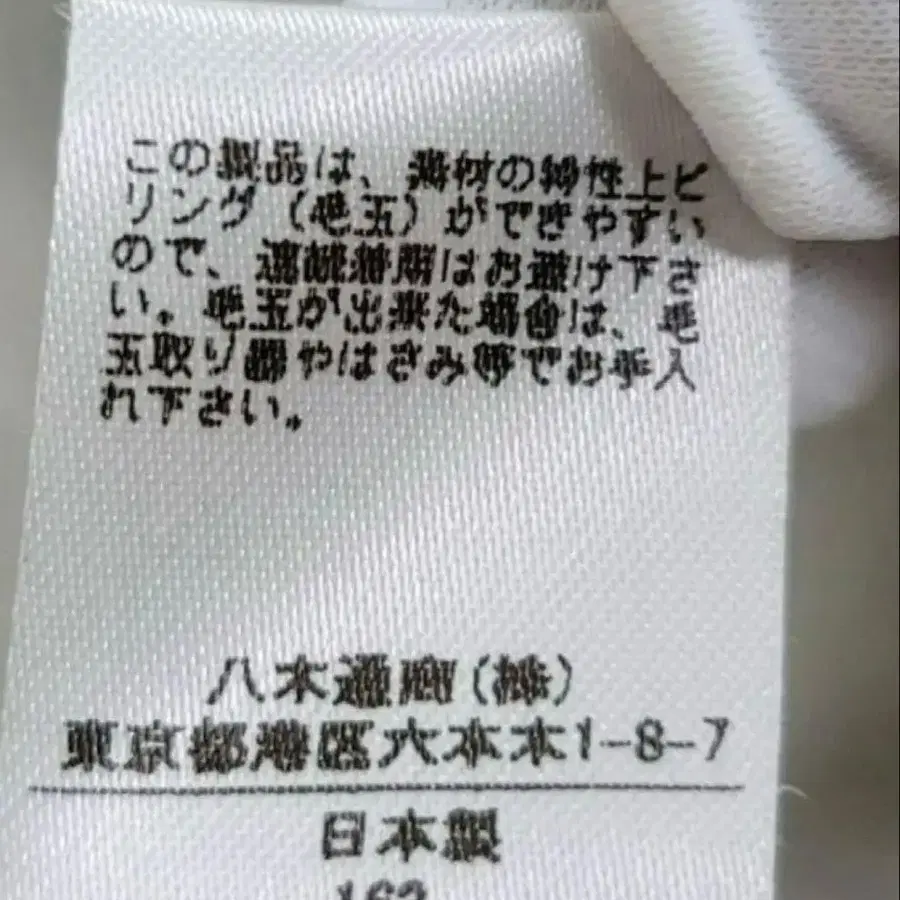 この製品は、素材の特性上ピ
リング（毛玉）ができやすい
ので、連続着用はお避け下さ
い。毛玉が出来た場合は、毛
玉取り器やはさみ等でお手入
れ下さい。
八木通商(株)
東京都港区六本木1-8-7
日本製
162